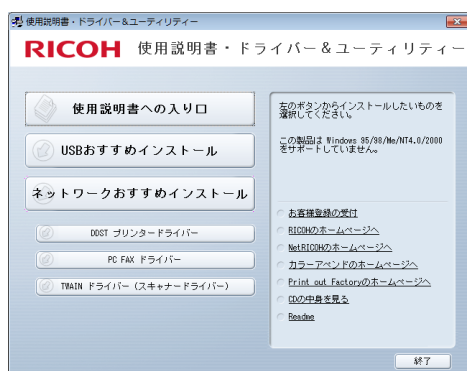 使用説明書・ドライバー&ユーティリティー
RICOH 使用説明書・ドライバー&ユーティリティー
使用説明書への入り口
USBおすすめインストール
ネットワークおすすめインストール
DDST プリンタードライバー
PC FAX ドライバー
TWAIN ドライバー(スキャナードライバー)
左のボタンからインストールしたいものを
選択してください。
この製品は Windows 95/98/Me/NT4.0/2000
をサポートしていません。
お客様登録の受付
RICOHのホームページへ
NetRICOHのホームページへ
カラーアベンドのホームページへ
Print out Factoryのホームページへ
CDの中身を見る
Readme
終了